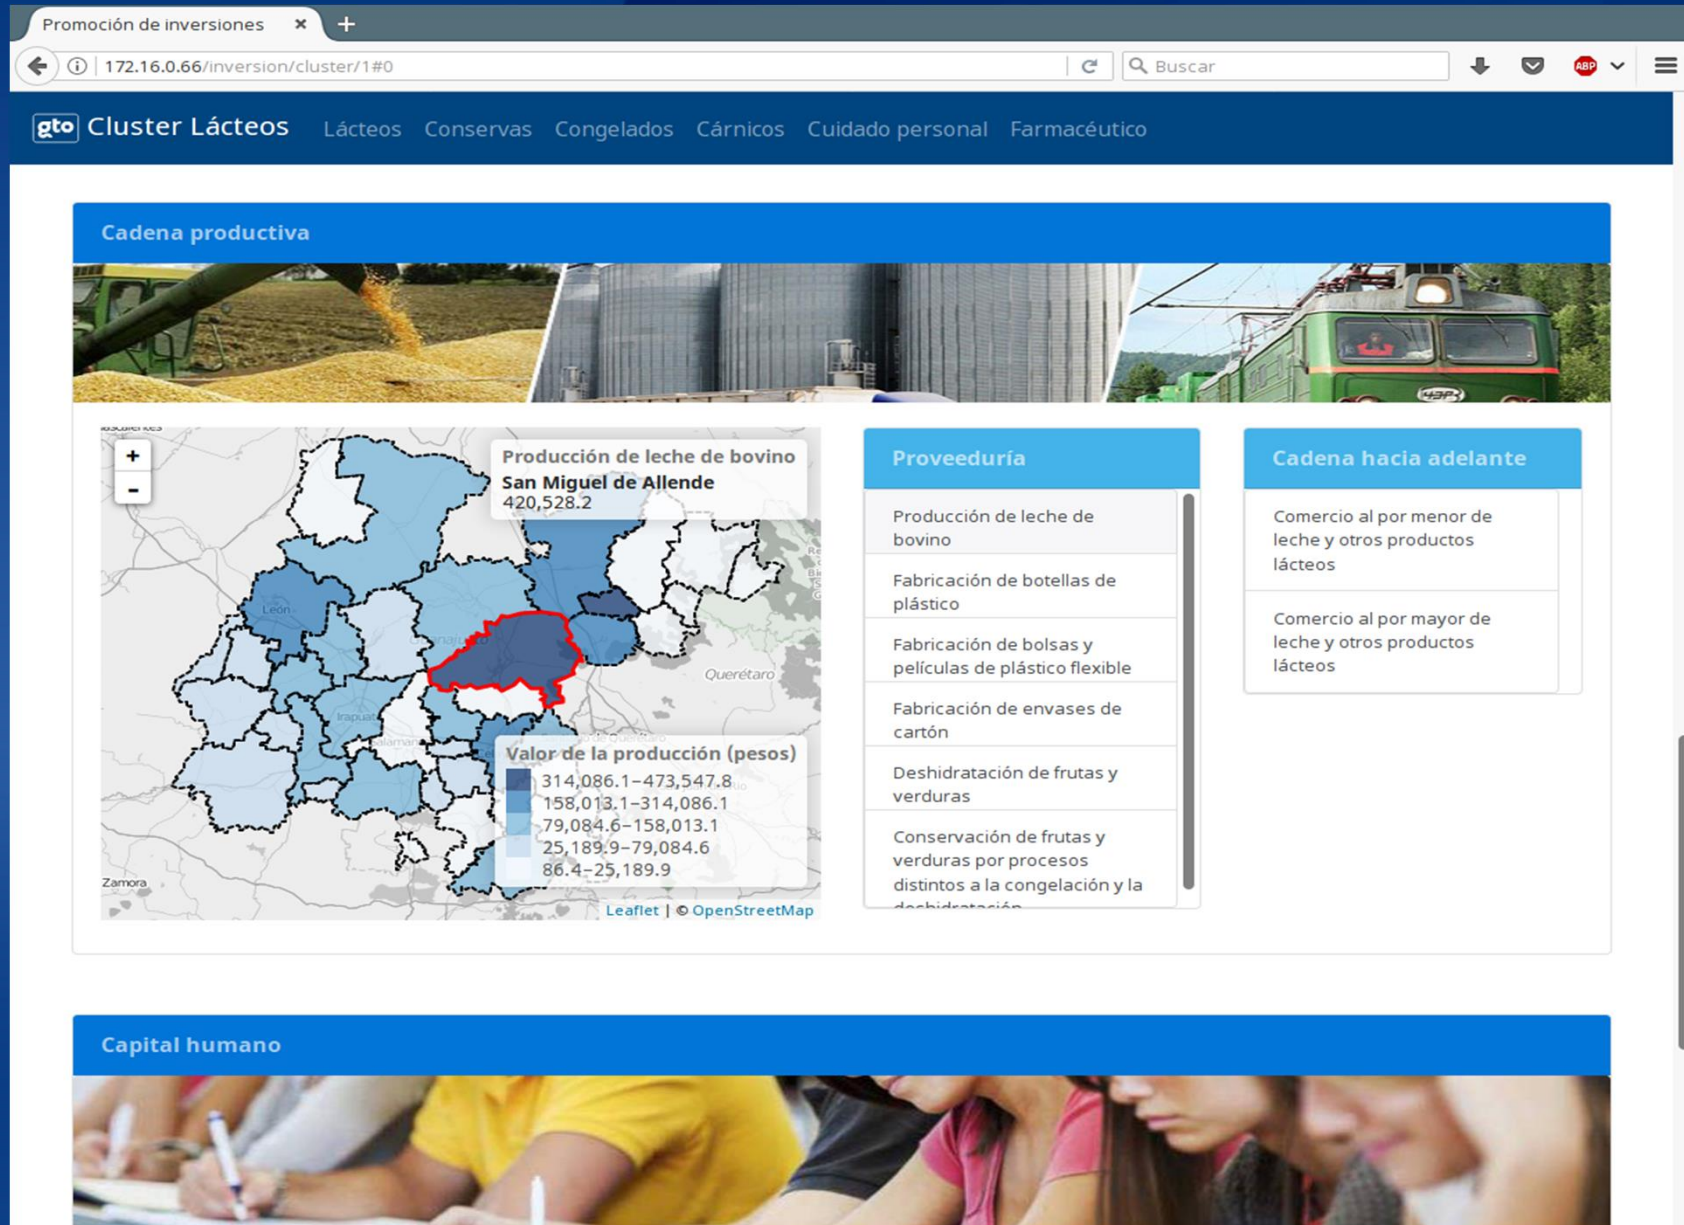 Promoción de inversiones
172.16.0.66/inversion/cluster/1#0
Buscar
ABP
gto Cluster Lácteos Lácteos Conservas Congelados Cárnicos Cuidado personal Farmacéutico
Cadena productiva
+
-
Producción de leche de bovino
San Miguel de Allende
420,528.2
León
Guanajuato
Querétaro
Irapuato
Zamora
Valor de la producción (pesos)
314,086.1–473,547.8
158,013.1–314,086.1
79,084.6–158,013.1
25,189.9–79,084.6
86.4–25,189.9
Leaflet | © OpenStreetMap
Proveeduría
Producción de leche de
bovino
Fabricación de botellas de
plástico
Fabricación de bolsas y
películas de plástico flexible
Fabricación de envases de
cartón
Deshidratación de frutas y
verduras
Conservación de frutas y
verduras por procesos
distintos a la congelación y la
deshidratación
Cadena hacia adelante
Comercio al por menor de
leche y otros productos
lácteos
Comercio al por mayor de
leche y otros productos
lácteos
Capital humano